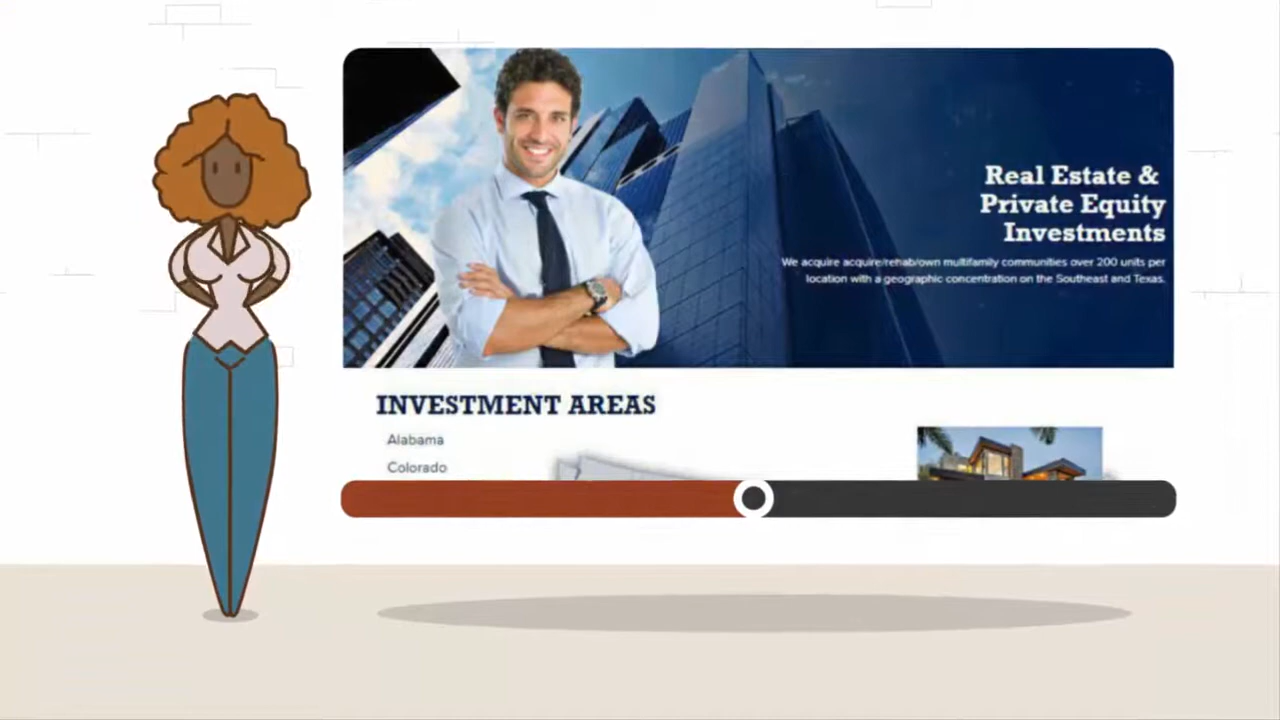 Real Estate &
Private Equity
Investments
We acquire acquire/rehab/own multifamily communities over 200 units per
location with a geographic concentration on the Southeast and Texas.
INVESTMENT AREAS
Alabama
Colorado